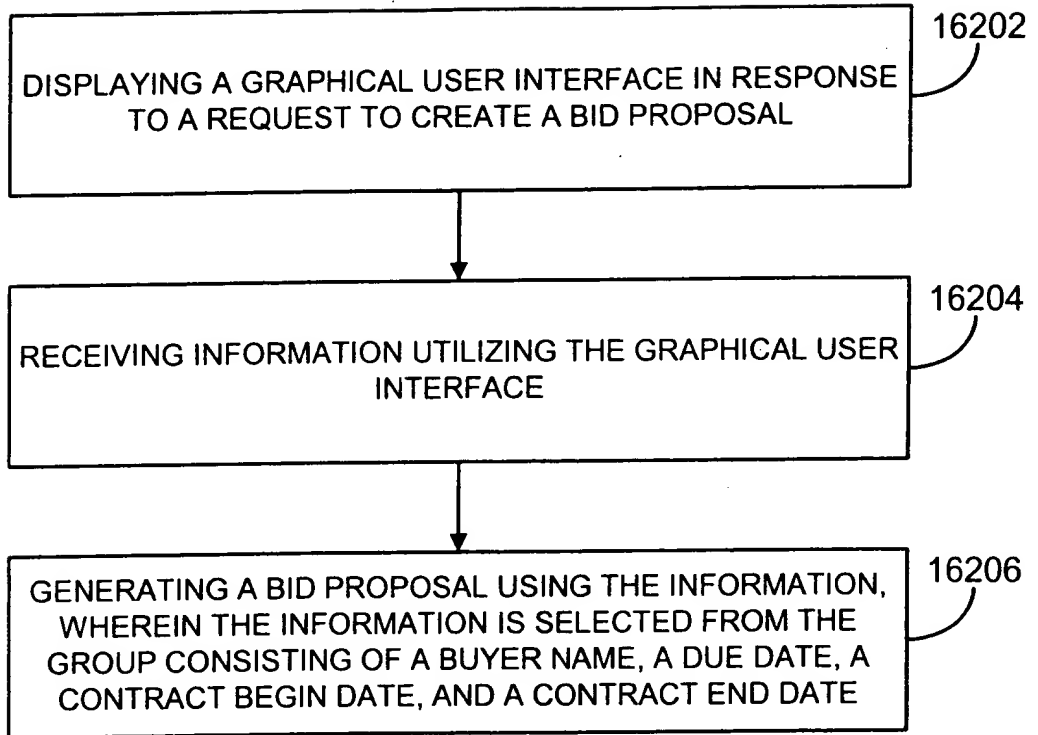 16202
DISPLAYING A GRAPHICAL USER INTERFACE IN RESPONSE
TO A REQUEST TO CREATE A BID PROPOSAL
16204
RECEIVING INFORMATION UTILIZING THE GRAPHICAL USER
INTERFACE
16206
GENERATING A BID PROPOSAL USING THE INFORMATION,
WHEREIN THE INFORMATION IS SELECTED FROM THE
GROUP CONSISTING OF A BUYER NAME, A DUE DATE, A
CONTRACT BEGIN DATE, AND A CONTRACT END DATE